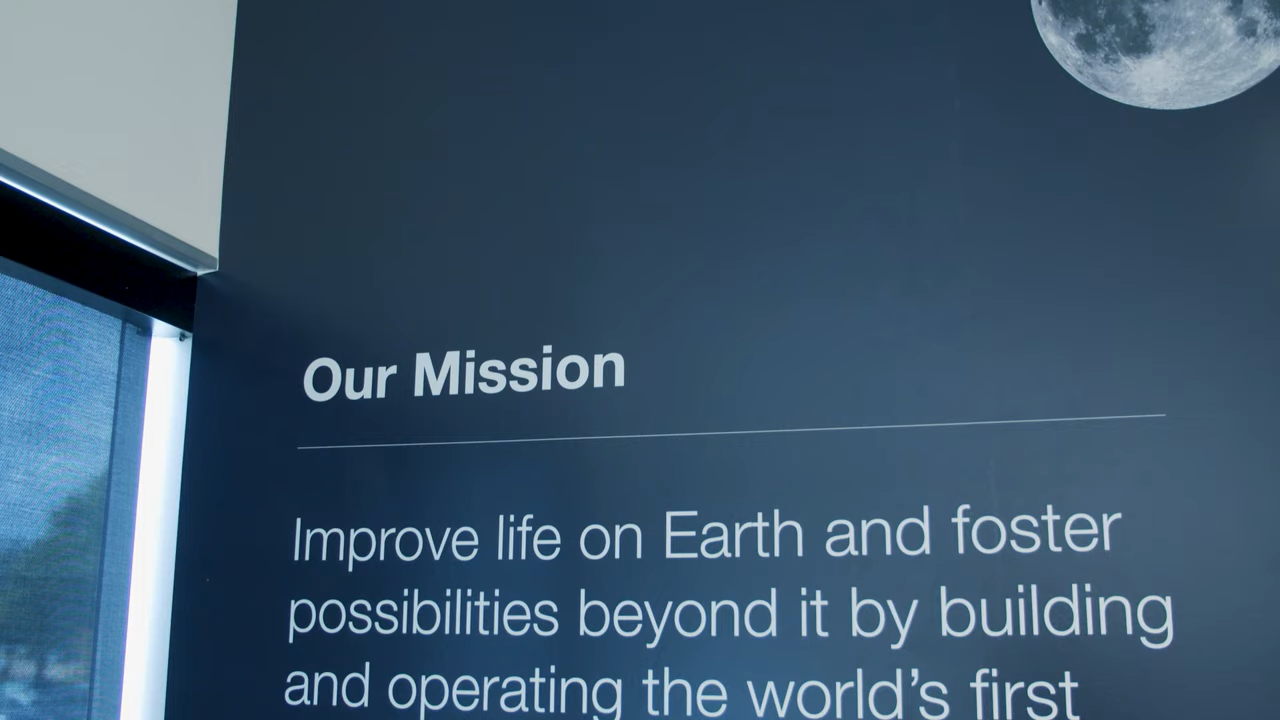 Our Mission
Improve life on Earth and foster
possibilities beyond it by building
and operating the world’s first